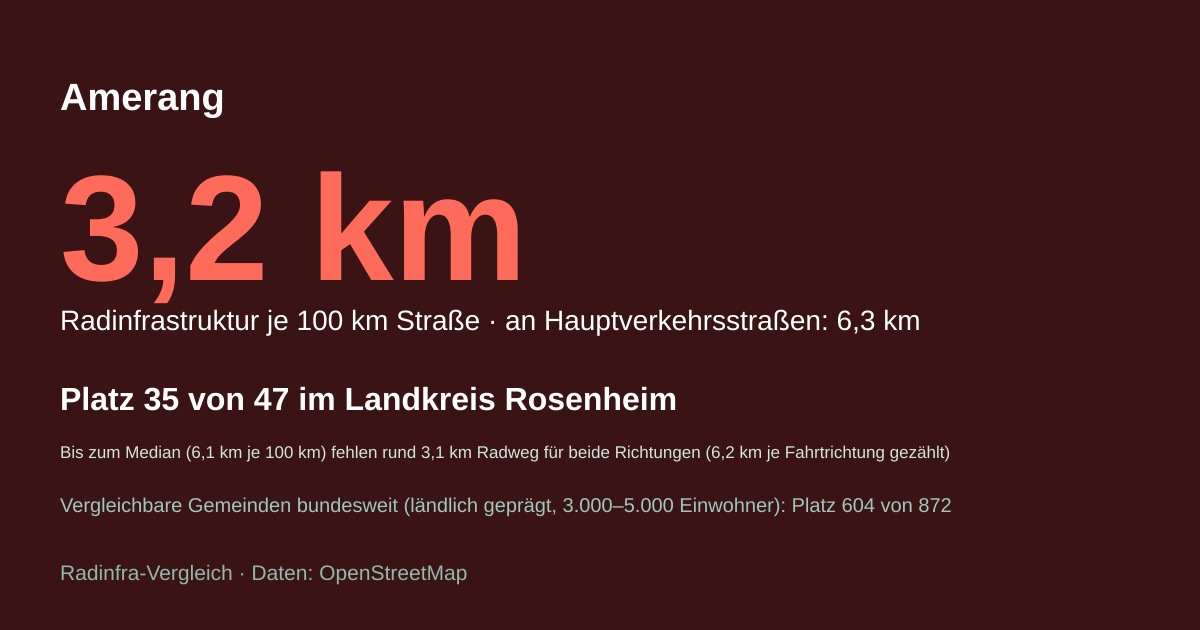 Amerang
3,2 km
Radinfrastruktur je 100 km Straße · an Hauptverkehrsstraßen: 6,3 km
Platz 35 von 47 im Landkreis Rosenheim
Bis zum Median (6,1 km je 100 km) fehlen rund 3,1 km Radweg für beide Richtungen (6,2 km je Fahrtrichtung gezählt)
Vergleichbare Gemeinden bundesweit (ländlich geprägt, 3.000–5.000 Einwohner): Platz 604 von 872
Radinfra-Vergleich · Daten: OpenStreetMap